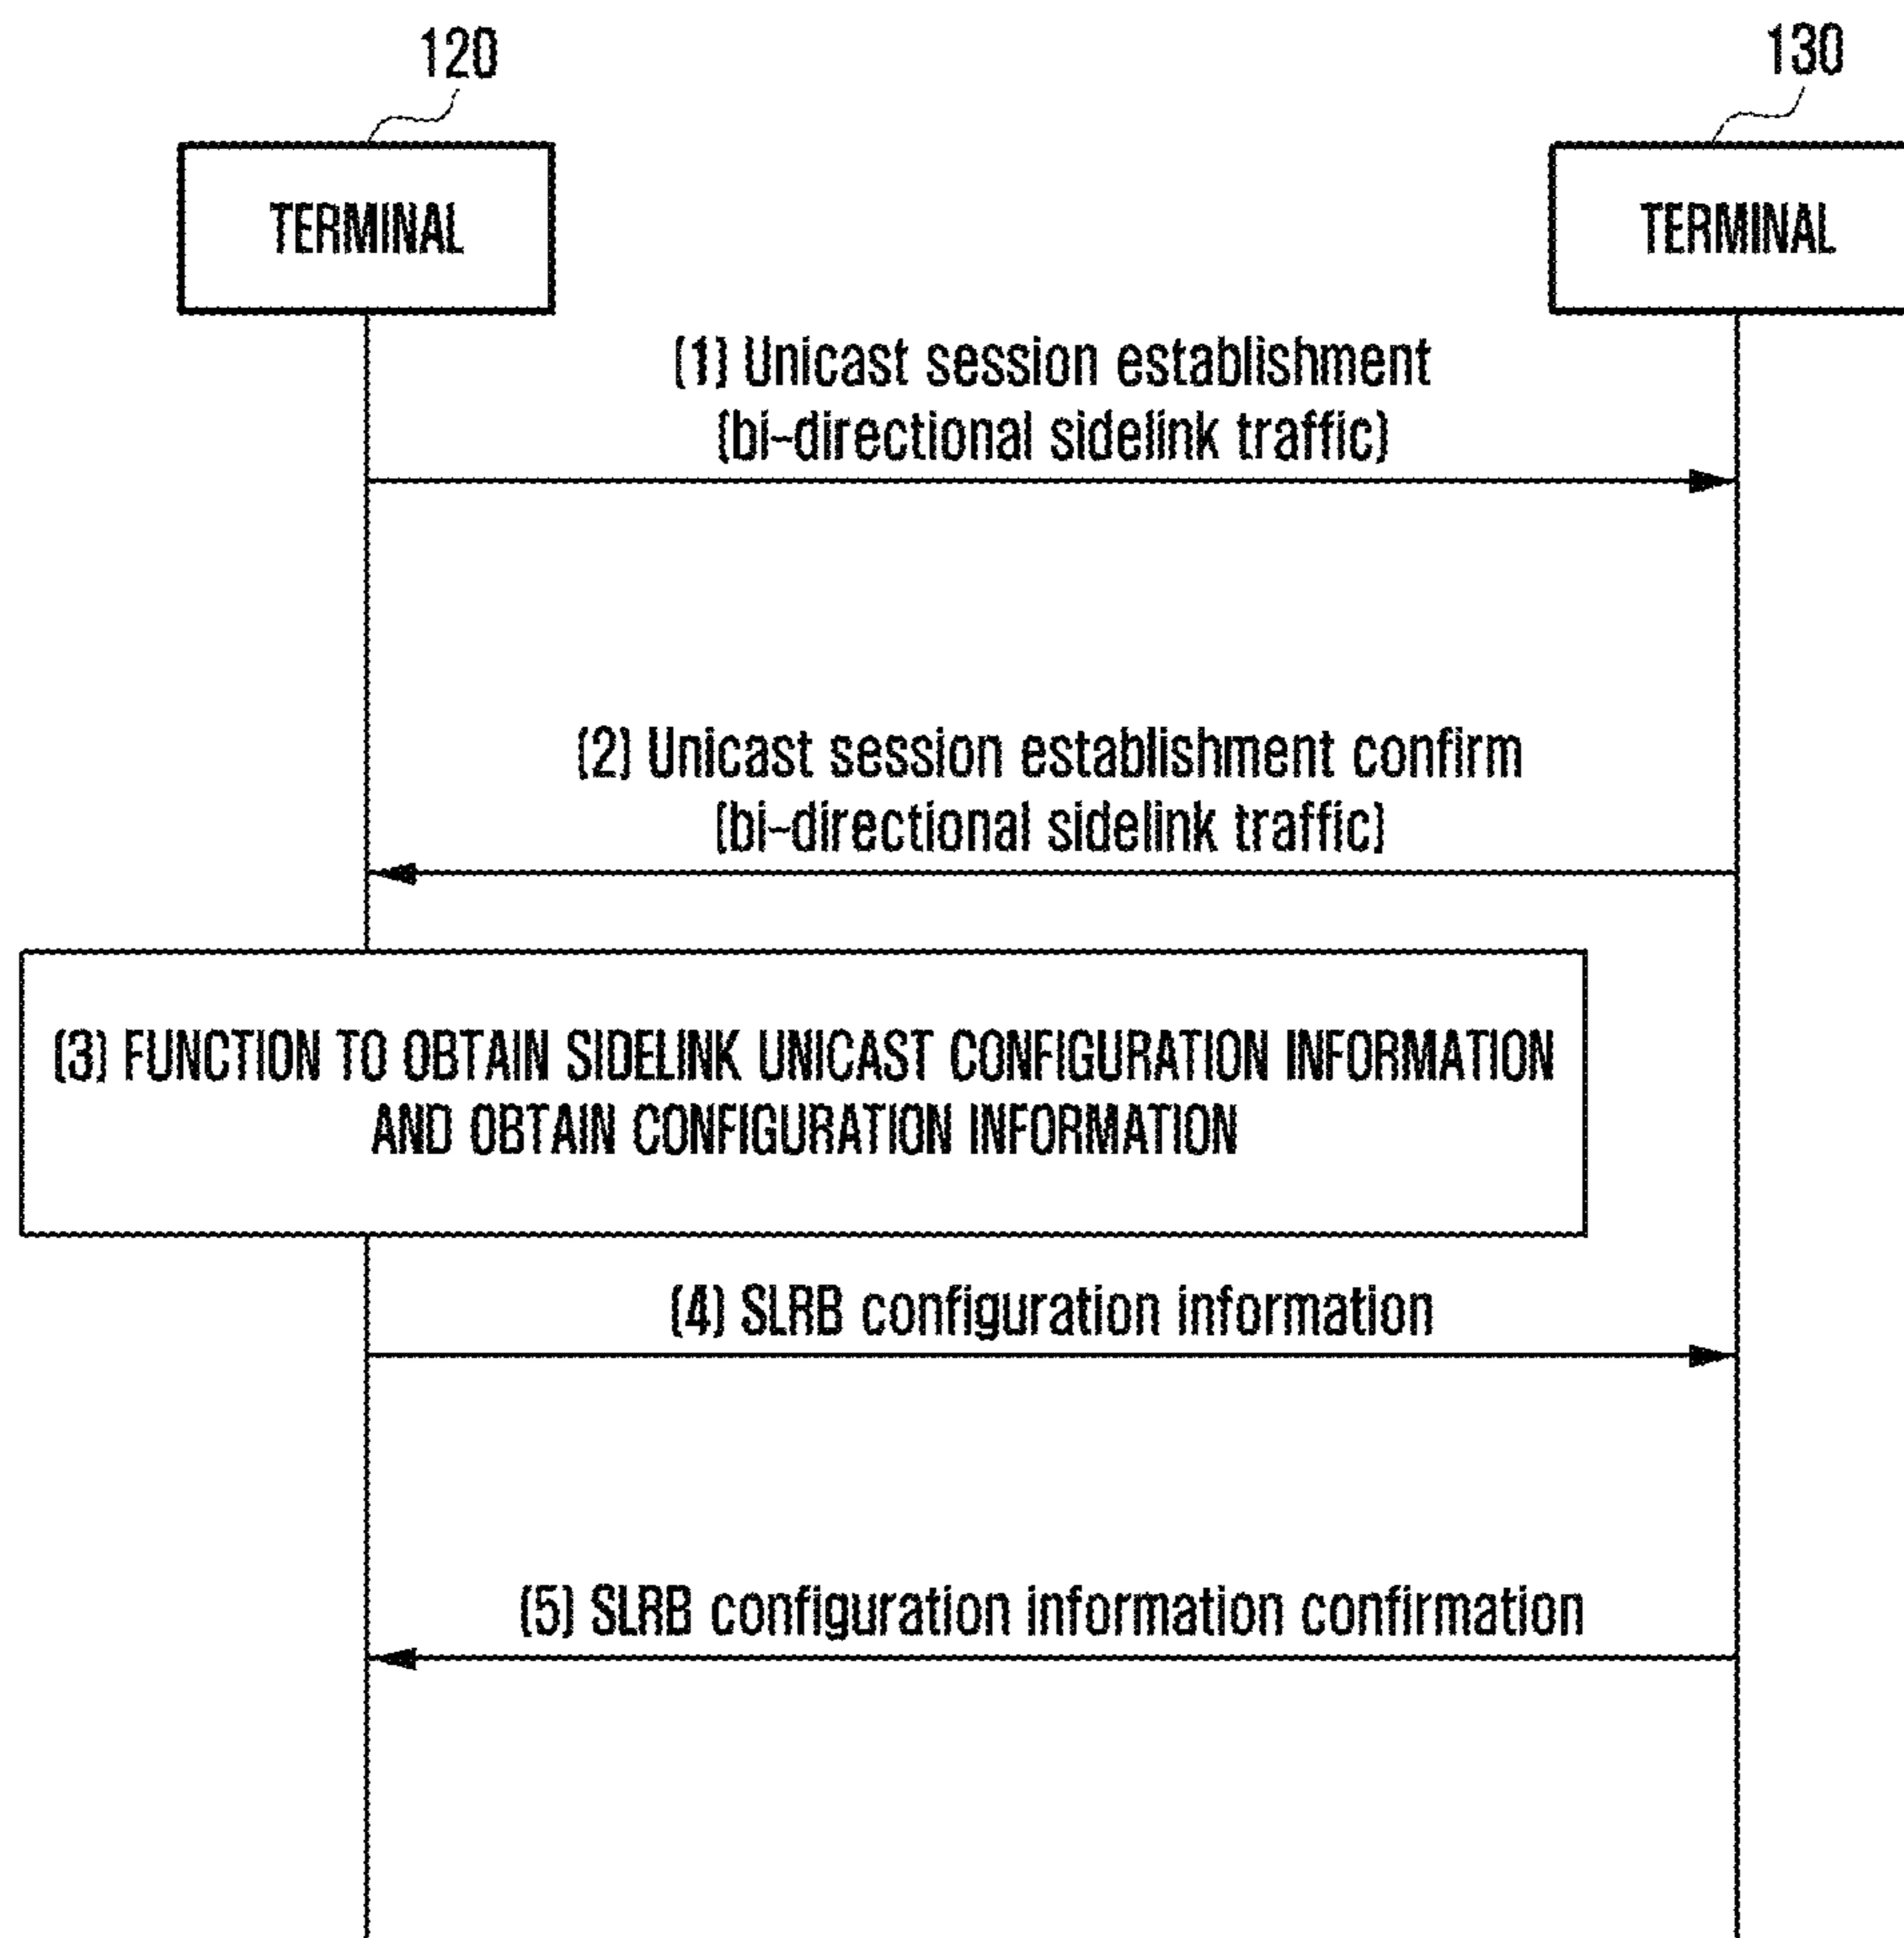 120
130
TERMINAL
TERMINAL
(1) Unicast session establishment
(bi-directional sidelink traffic)
(2) Unicast session establishment confirm
(bi-directional sidelink traffic)
(3) FUNCTION TO OBTAIN SIDELINK UNICAST CONFIGURATION INFORMATION
AND OBTAIN CONFIGURATION INFORMATION
(4) SLRB configuration information
(5) SLRB configuration information confirmation